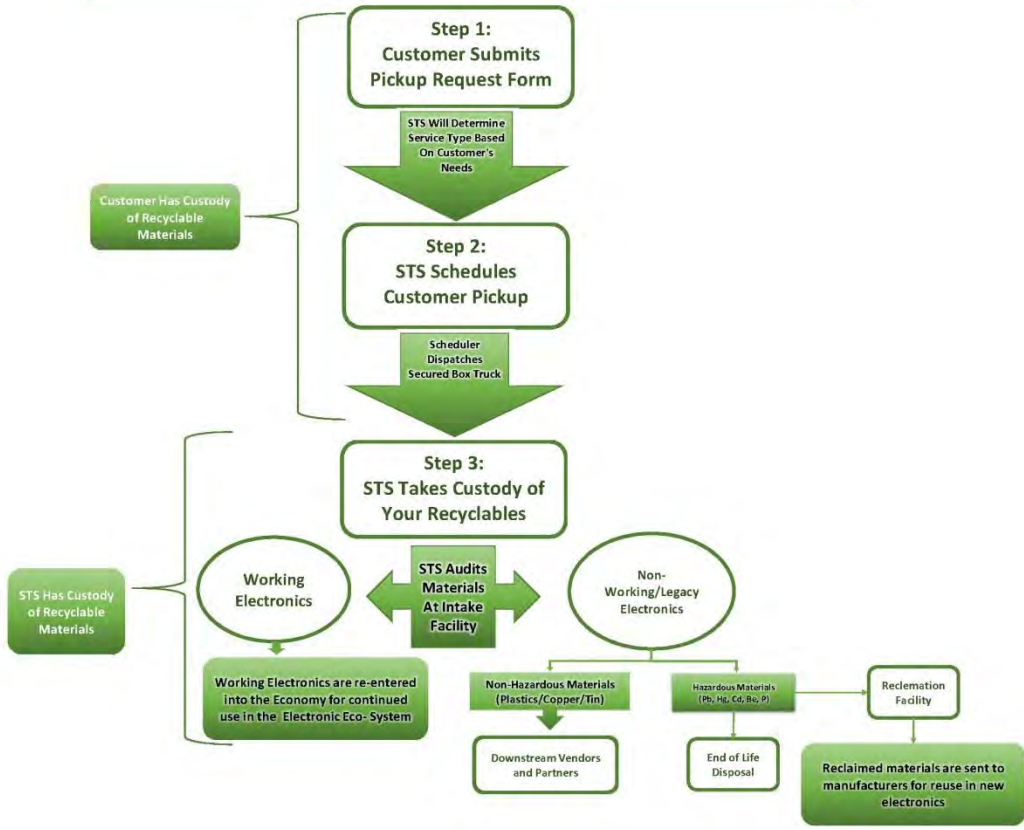 Step 1:
Customer Submits
Pickup Request Form
STS Will Determine
Service Type Based
On Customer's
Needs
Customer Has Custody
of Recyclable
Materials
Step 2:
STS Schedules
Customer Pickup
Scheduler
Dispatches
Secured Box Truck
Step 3:
STS Takes Custody of
Your Recyclables
STS Has Custody
of Recyclable
Materials
Working
Electronics
STS Audits
Materials
At Intake
Facility
Non-
Working/Legacy
Electronics
Working Electronics are re-entered
into the Economy for continued
use in the Electronic Eco- System
Non-Hazardous Materials
(Plastics/Copper/Tin)
Hazardous Materials
(Pb, Hg, Cd, Be, P)
Reclemation
Facility
Downstream Vendors
and Partners
End of Life
Disposal
Reclaimed materials are sent to
manufacturers for reuse in new
electronics